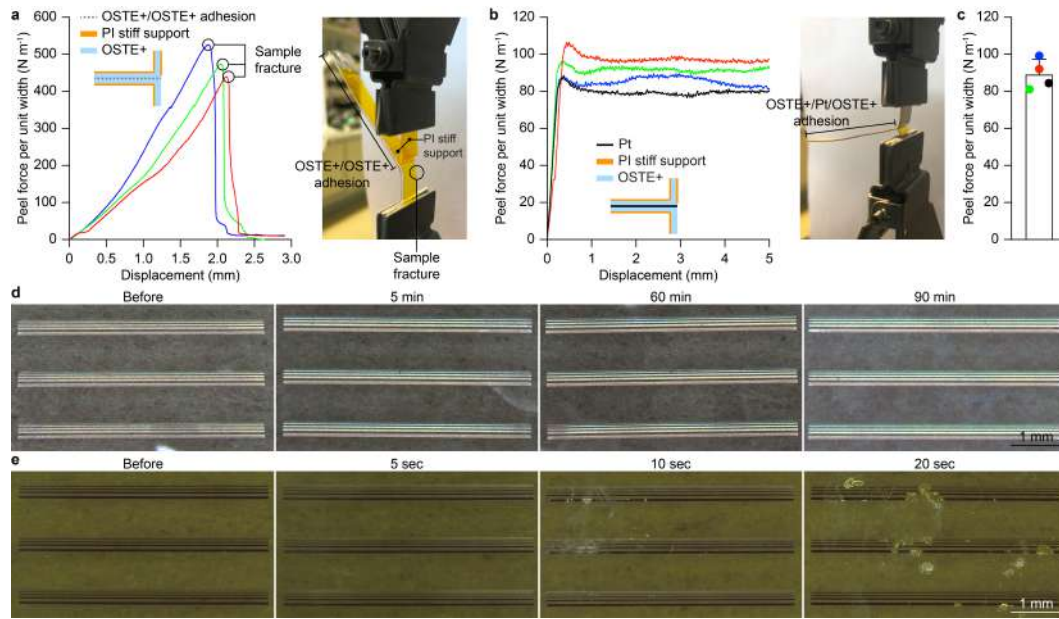 a
Peel force per unit width (N m⁻¹)
600
500
400
300
200
100
0
OSTE+/OSTE+ adhesion
PI stiff support
OSTE+
Sample
fracture
0
0.5
1.0
1.5
2.0
2.5
3.0
Displacement (mm)
PI stiff
support
OSTE+/OSTE+
adhesion
Sample
fracture
b
Peel force per unit width (N m⁻¹)
120
100
80
60
40
20
0
Pt
PI stiff support
OSTE+
0
1
2
3
4
5
Displacement (mm)
OSTE+/Pt/OSTE+
adhesion
c
Peel force per unit width (N m⁻¹)
120
100
80
60
40
20
0
d
Before
5 min
60 min
90 min
1 mm
e
Before
5 sec
10 sec
20 sec
1 mm